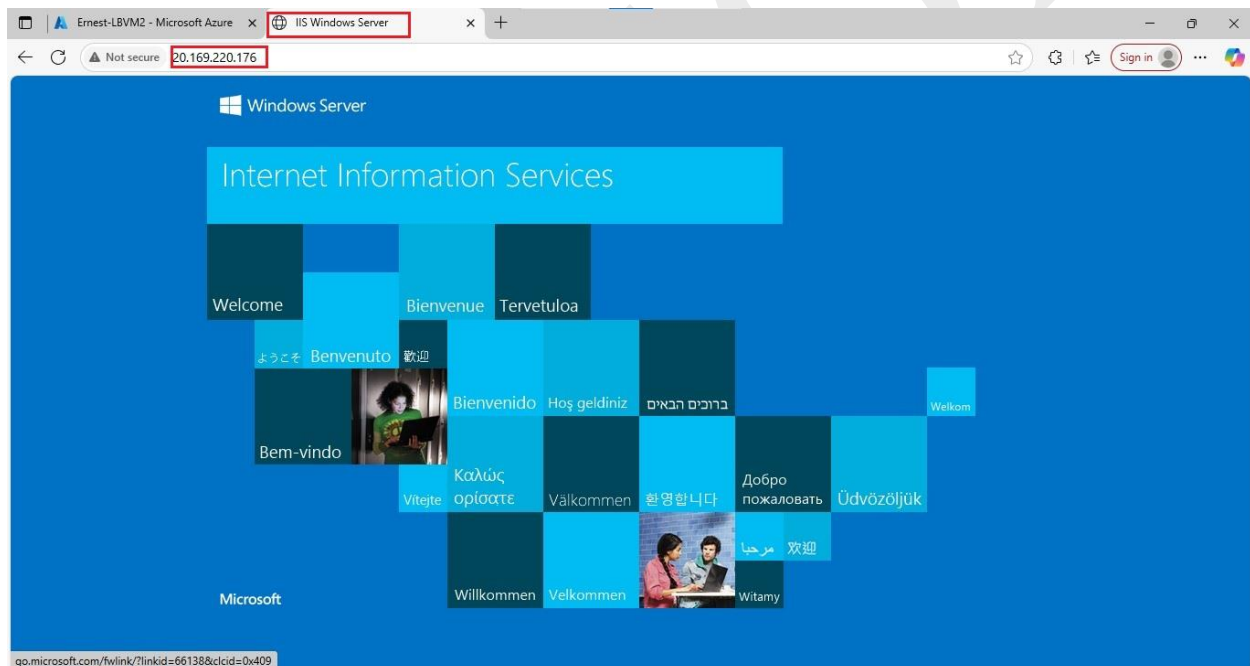 Ernest-LBVM2 - Microsoft Azure
IIS Windows Server
Not secure
20.169.220.176
Sign in
Windows Server
Internet Information Services
Welcome
Bienvenue
Tervetuloa
ようこそ
Benvenuto
歡迎
Bienvenido
Hoş geldiniz
ברוכים הבאים
Welkom
Bem-vindo
Vítejte
Καλώς
ορίσατε
Välkommen
환영합니다
Добро
пожаловать
Üdvözöljük
مرحبا
欢迎
Microsoft
Willkommen
Velkommen
Witamy
go.microsoft.com/fwlink/?linkid=66138&clcid=0x409